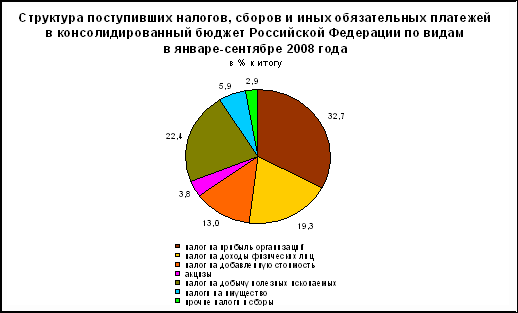 Структура поступивших налогов, сборов и иных обязательных платежей
в консолидированный бюджет Российской Федерации по видам
в январе-сентябре 2008 года
в % к итогу
2,9
5,9
32,7
22,4
3,8
13,0
19,3
налог на прибыль организаций
налог на доходы физических лиц
налог на добавленную стоимость
акцизы
налог на добычу полезных ископаемых
налоги на имущество
прочие налоги и сборы